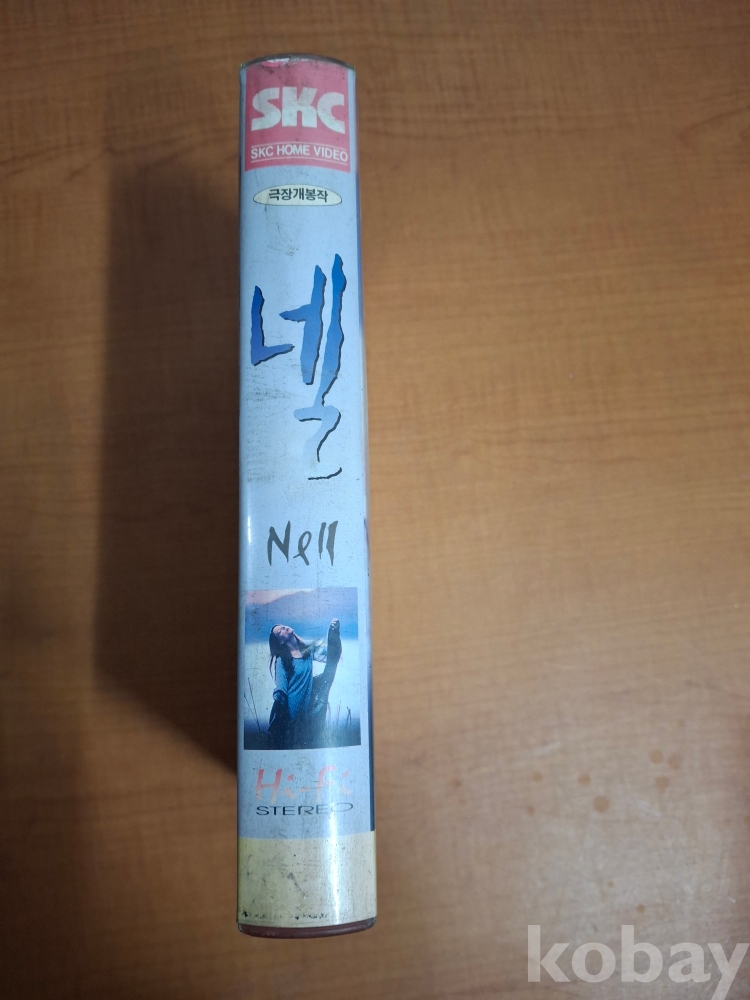 SKC
SKC HOME VIDEO
극장개봉작
넬
Nell
Hi-Fi
STEREO
kobay